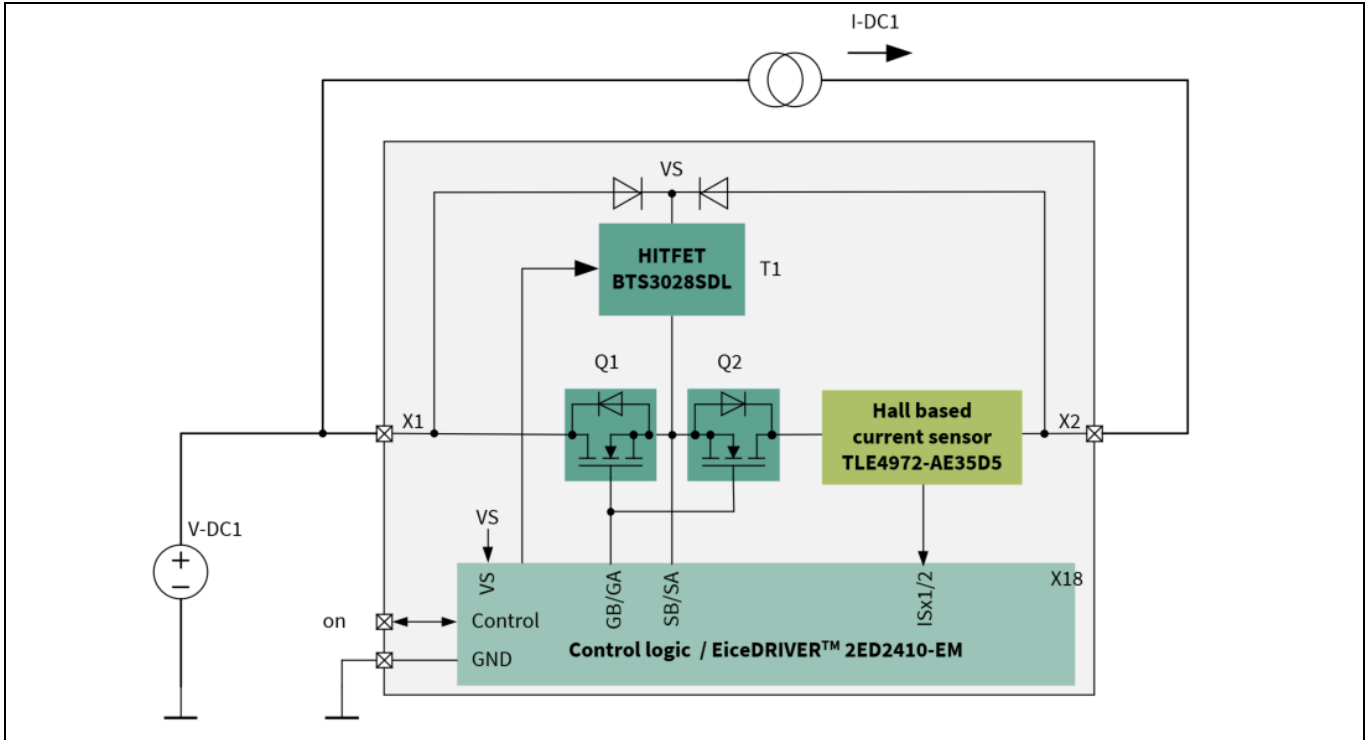 I-DC1
VS
HITFET
BTS3028SDL
T1
Q1
Q2
X1
Hall based
current sensor
TLE4972-AE35D5
X2
V-DC1
VS
VS
GB/GA
SB/SA
ISx1/2
X18
on
Control
Control logic / EiceDRIVER™ 2ED2410-EM
GND